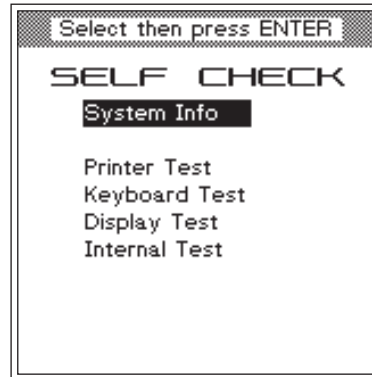 Select then press ENTER
SELF CHECK
System Info
Printer Test
Keyboard Test
Display Test
Internal Test